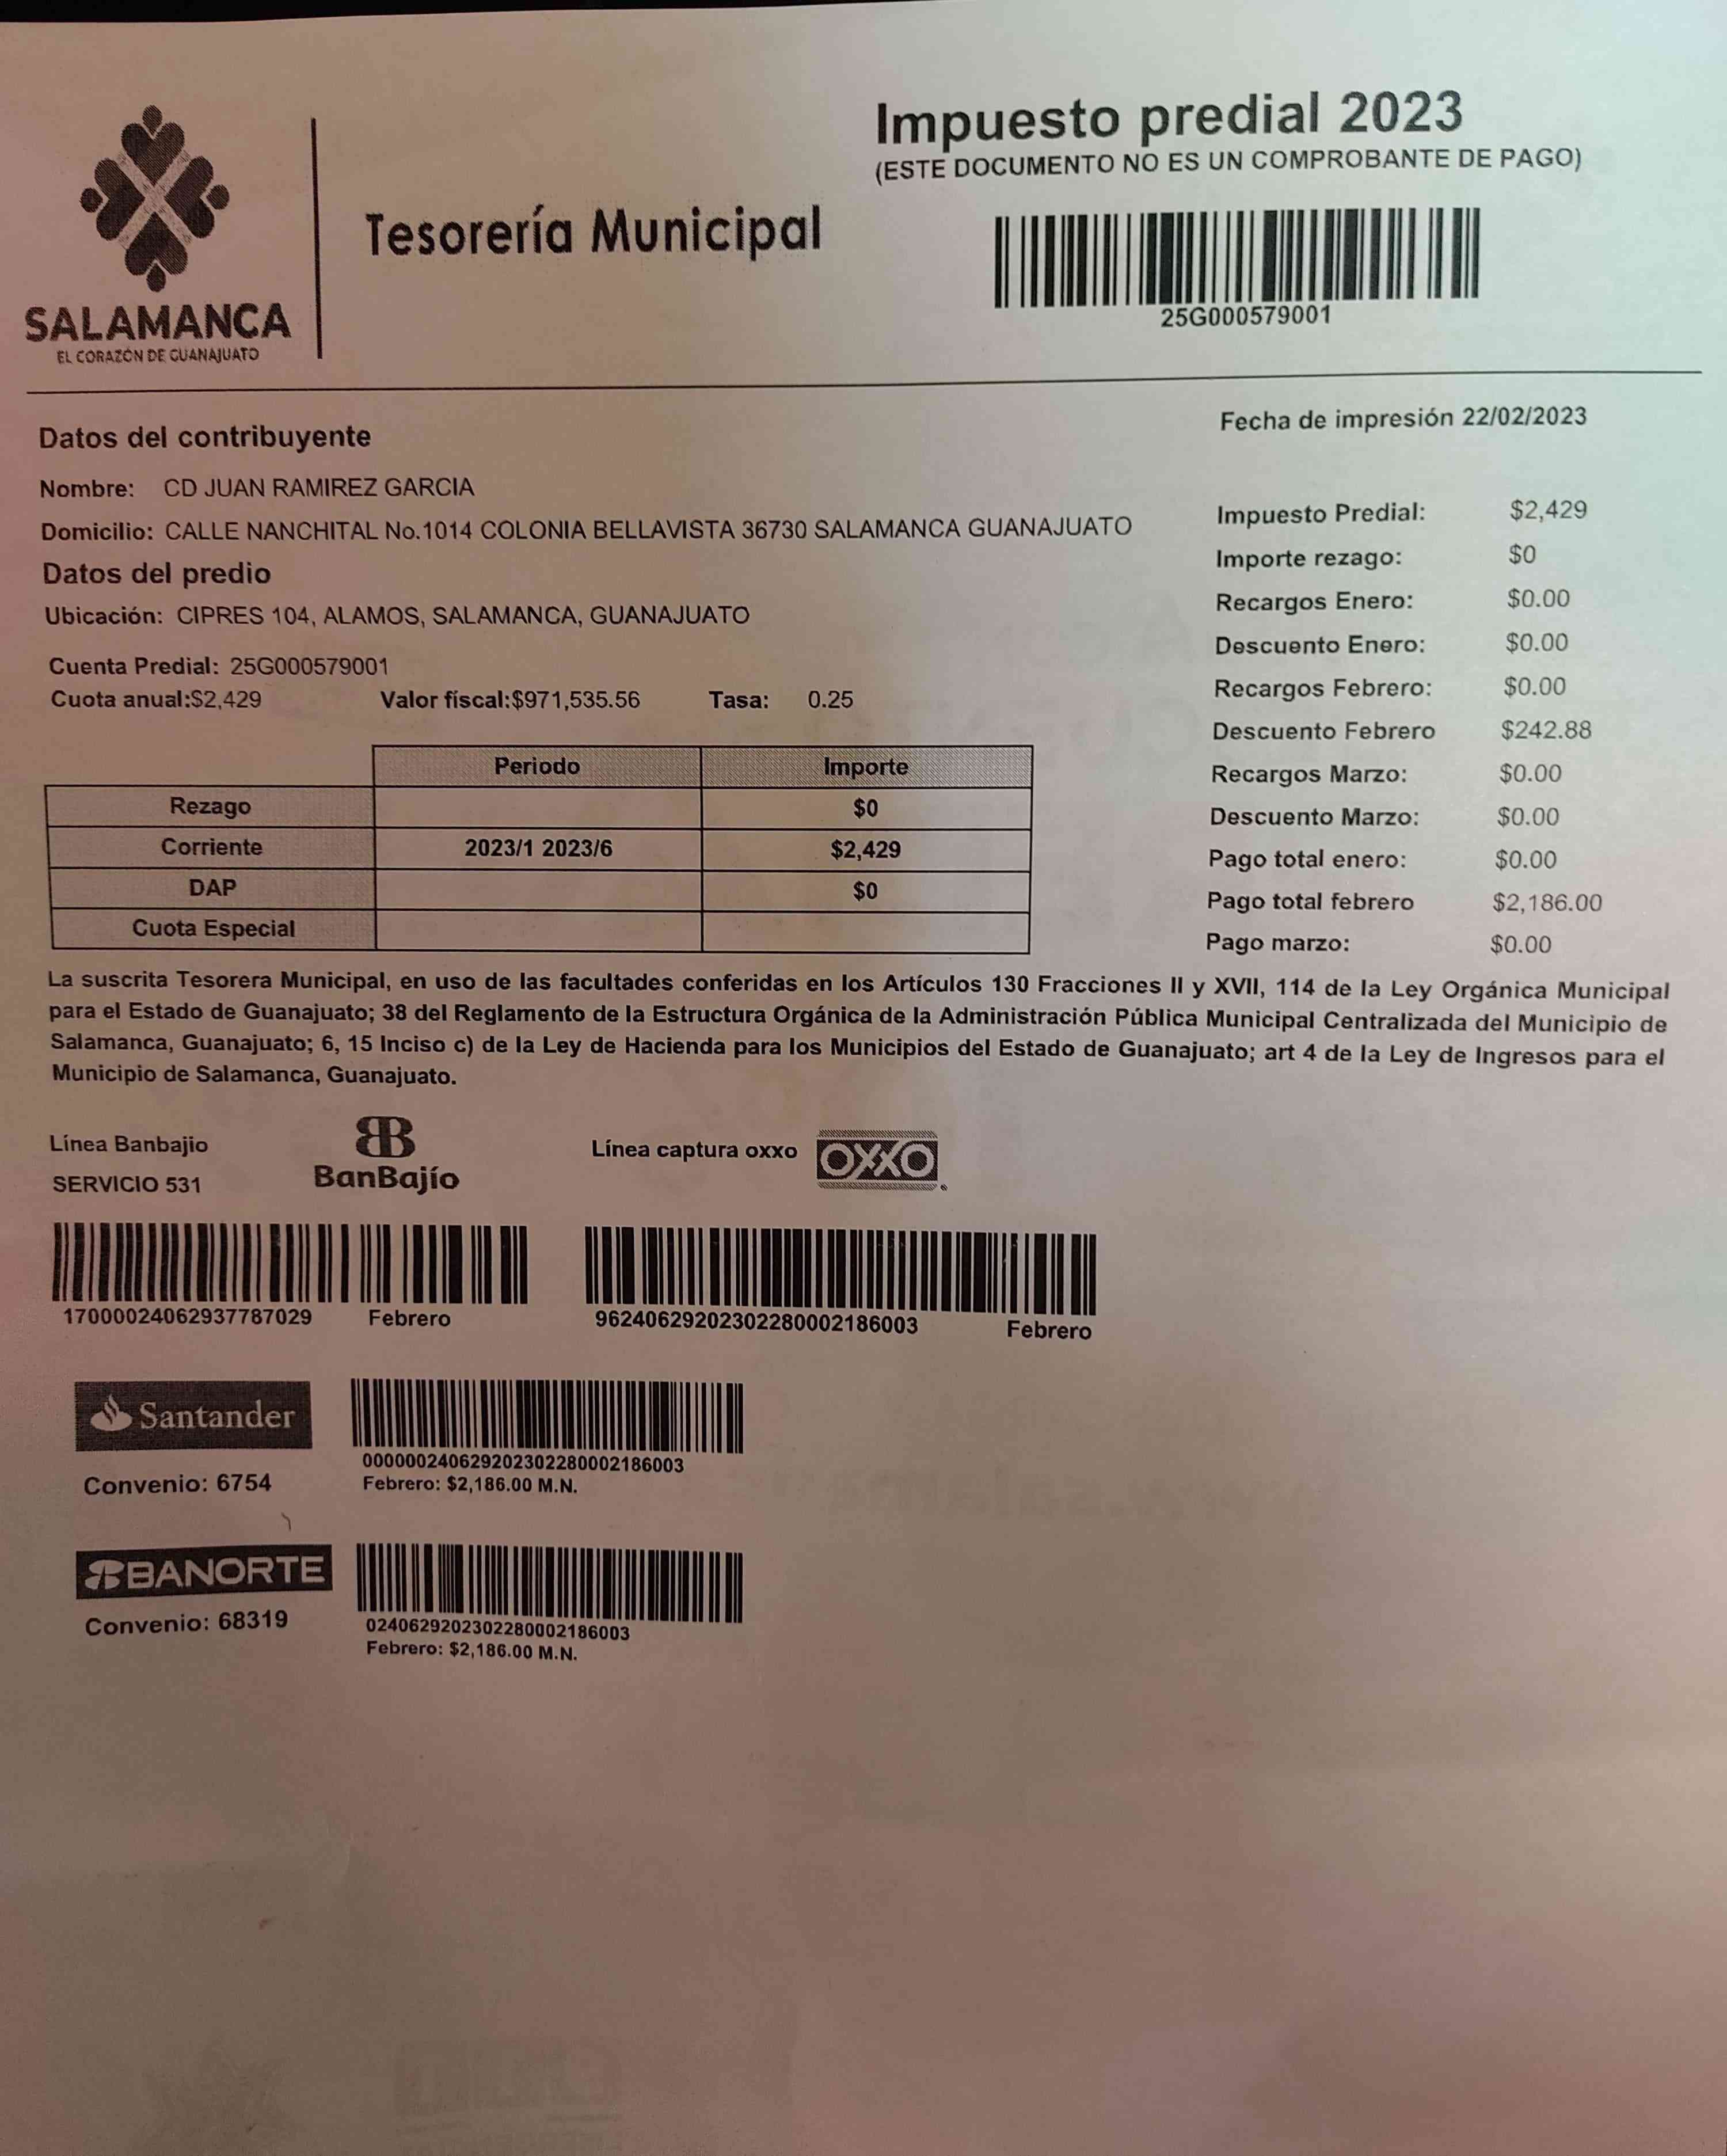 Impuesto predial 2023
(ESTE DOCUMENTO NO ES UN COMPROBANTE DE PAGO)
Tesorería Municipal
SALAMANCA
EL CORAZÓN DE GUANAJUATO
25G000579001
Fecha de impresión 22/02/2023
Datos del contribuyente
Nombre: CD JUAN RAMIREZ GARCIA
Domicilio: CALLE NANCHITAL No.1014 COLONIA BELLAVISTA 36730 SALAMANCA GUANAJUATO
Datos del predio
Ubicación: CIPRES 104, ALAMOS, SALAMANCA, GUANAJUATO
Cuenta Predial: 25G000579001
Cuota anual:$2,429 Valor físcal:$971,535.56 Tasa: 0.25
Periodo Importe
Rezago $0
Corriente 2023/1 2023/6 $2,429
DAP $0
Cuota Especial
Impuesto Predial: $2,429
Importe rezago: $0
Recargos Enero: $0.00
Descuento Enero: $0.00
Recargos Febrero: $0.00
Descuento Febrero $242.88
Recargos Marzo: $0.00
Descuento Marzo: $0.00
Pago total enero: $0.00
Pago total febrero $2,186.00
Pago marzo: $0.00
La suscrita Tesorera Municipal, en uso de las facultades conferidas en los Artículos 130 Fracciones II y XVII, 114 de la Ley Orgánica Municipal
para el Estado de Guanajuato; 38 del Reglamento de la Estructura Orgánica de la Administración Pública Municipal Centralizada del Municipio de
Salamanca, Guanajuato; 6, 15 Inciso c) de la Ley de Hacienda para los Municipios del Estado de Guanajuato; art 4 de la Ley de Ingresos para el
Municipio de Salamanca, Guanajuato.
Línea Banbajio
SERVICIO 531
BanBajío
Línea captura oxxo OXXO
17000024062937787029 Febrero
96240629202302280002186003 Febrero
Santander
Convenio: 6754
0000002406292023022800021860​03
Febrero: $2,186.00 M.N.
BANORTE
Convenio: 68319
02406292023022800021860​03
Febrero: $2,186.00 M.N.